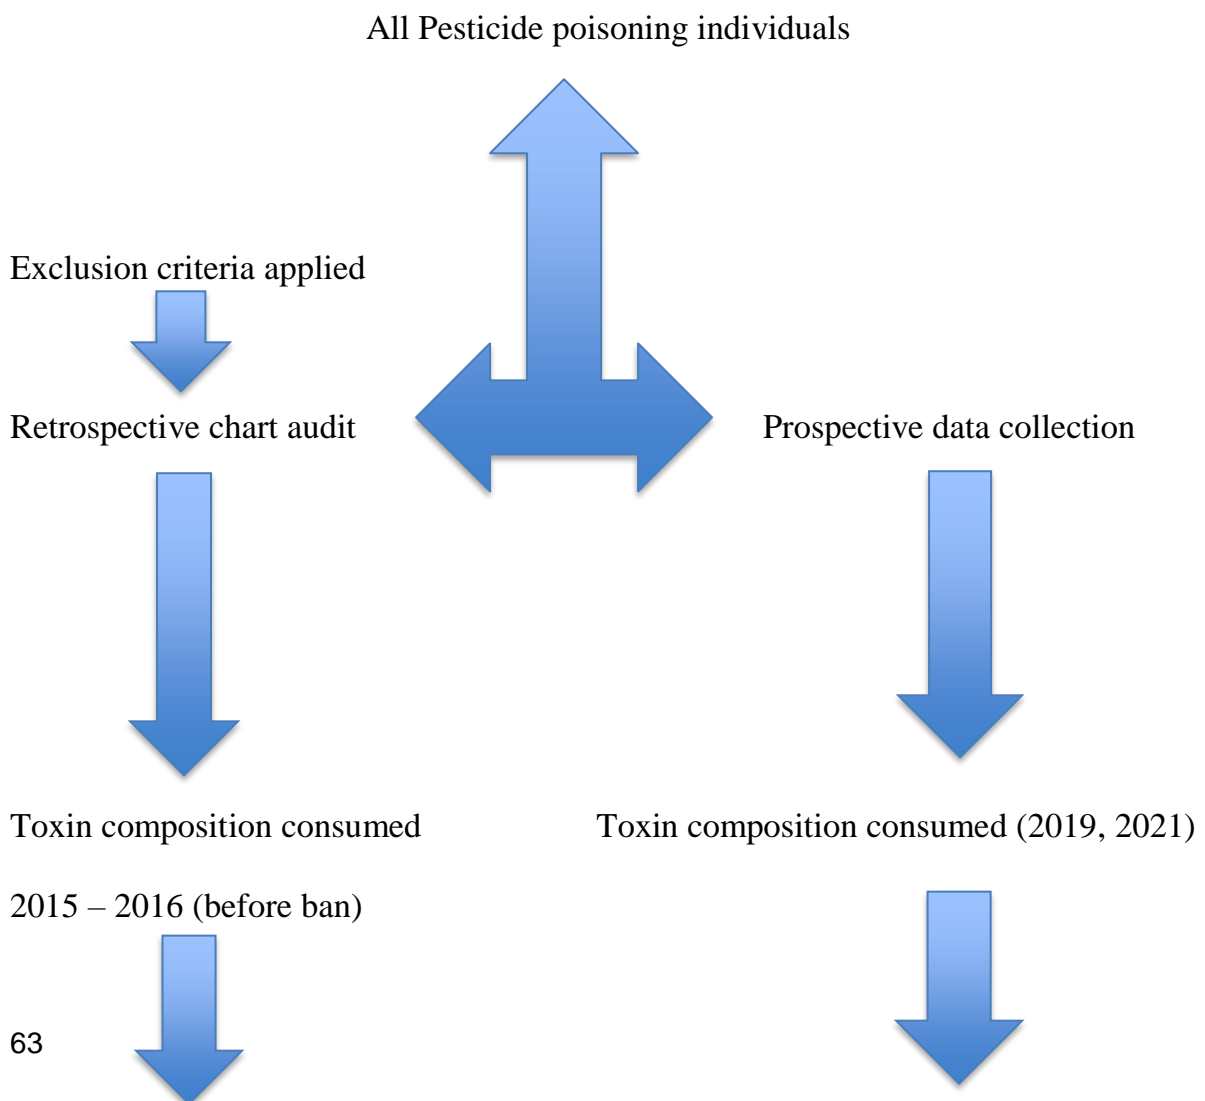 All Pesticide poisoning individuals
Exclusion criteria applied
Retrospective chart audit
Prospective data collection
Toxin composition consumed
Toxin composition consumed (2019, 2021)
2015 – 2016 (before ban)
63